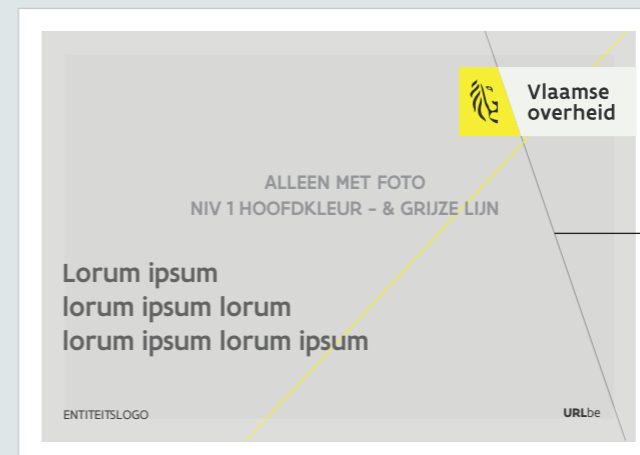 Vlaamse
overheid
ALLEEN MET FOTO
NIV 1 HOOFDKLEUR - & GRIJZE LIJN
Lorum ipsum
lorum ipsum lorum
lorum ipsum lorum ipsum
ENTITEITSLOGO
URLbe